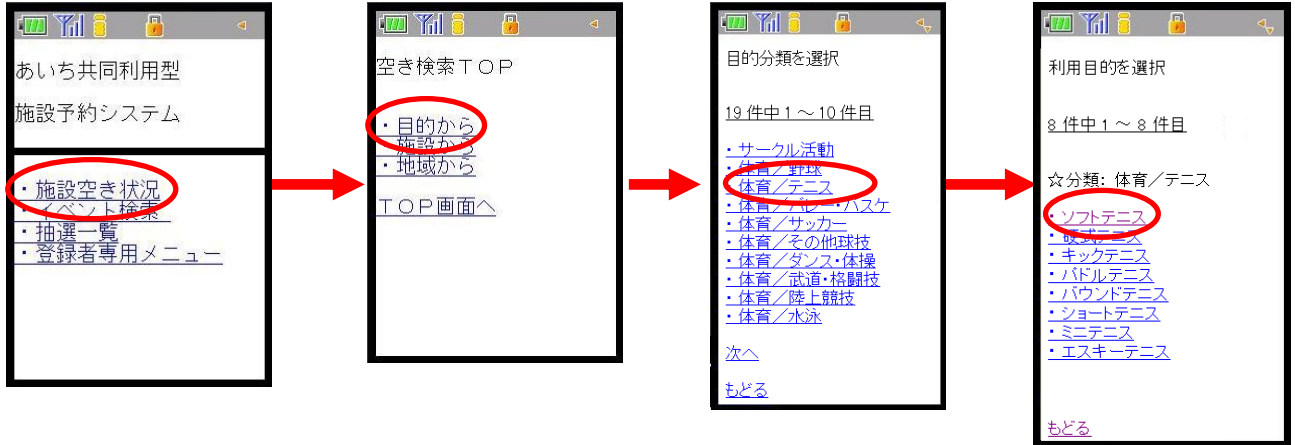 あいち共同利用型
施設予約システム
・施設空き状況
・イベント検索
・抽選一覧
・登録者専用メニュー
空き検索ＴＯＰ
・目的から
・施設から
・地域から
ＴＯＰ画面へ
目的分類を選択
19 件中 1 ～ 10 件目
・サークル活動
・体育／野球
・体育／テニス
・体育／バレー・バスケ
・体育／サッカー
・体育／その他球技
・体育／ダンス・体操
・体育／武道・格闘技
・体育／陸上競技
・体育／水泳
次へ
もどる
利用目的を選択
8 件中 1 ～ 8 件目
☆分類: 体育／テニス
・ソフトテニス
・硬式テニス
・キックテニス
・パドルテニス
・バウンドテニス
・ショートテニス
・ミニテニス
・エスキーテニス
もどる